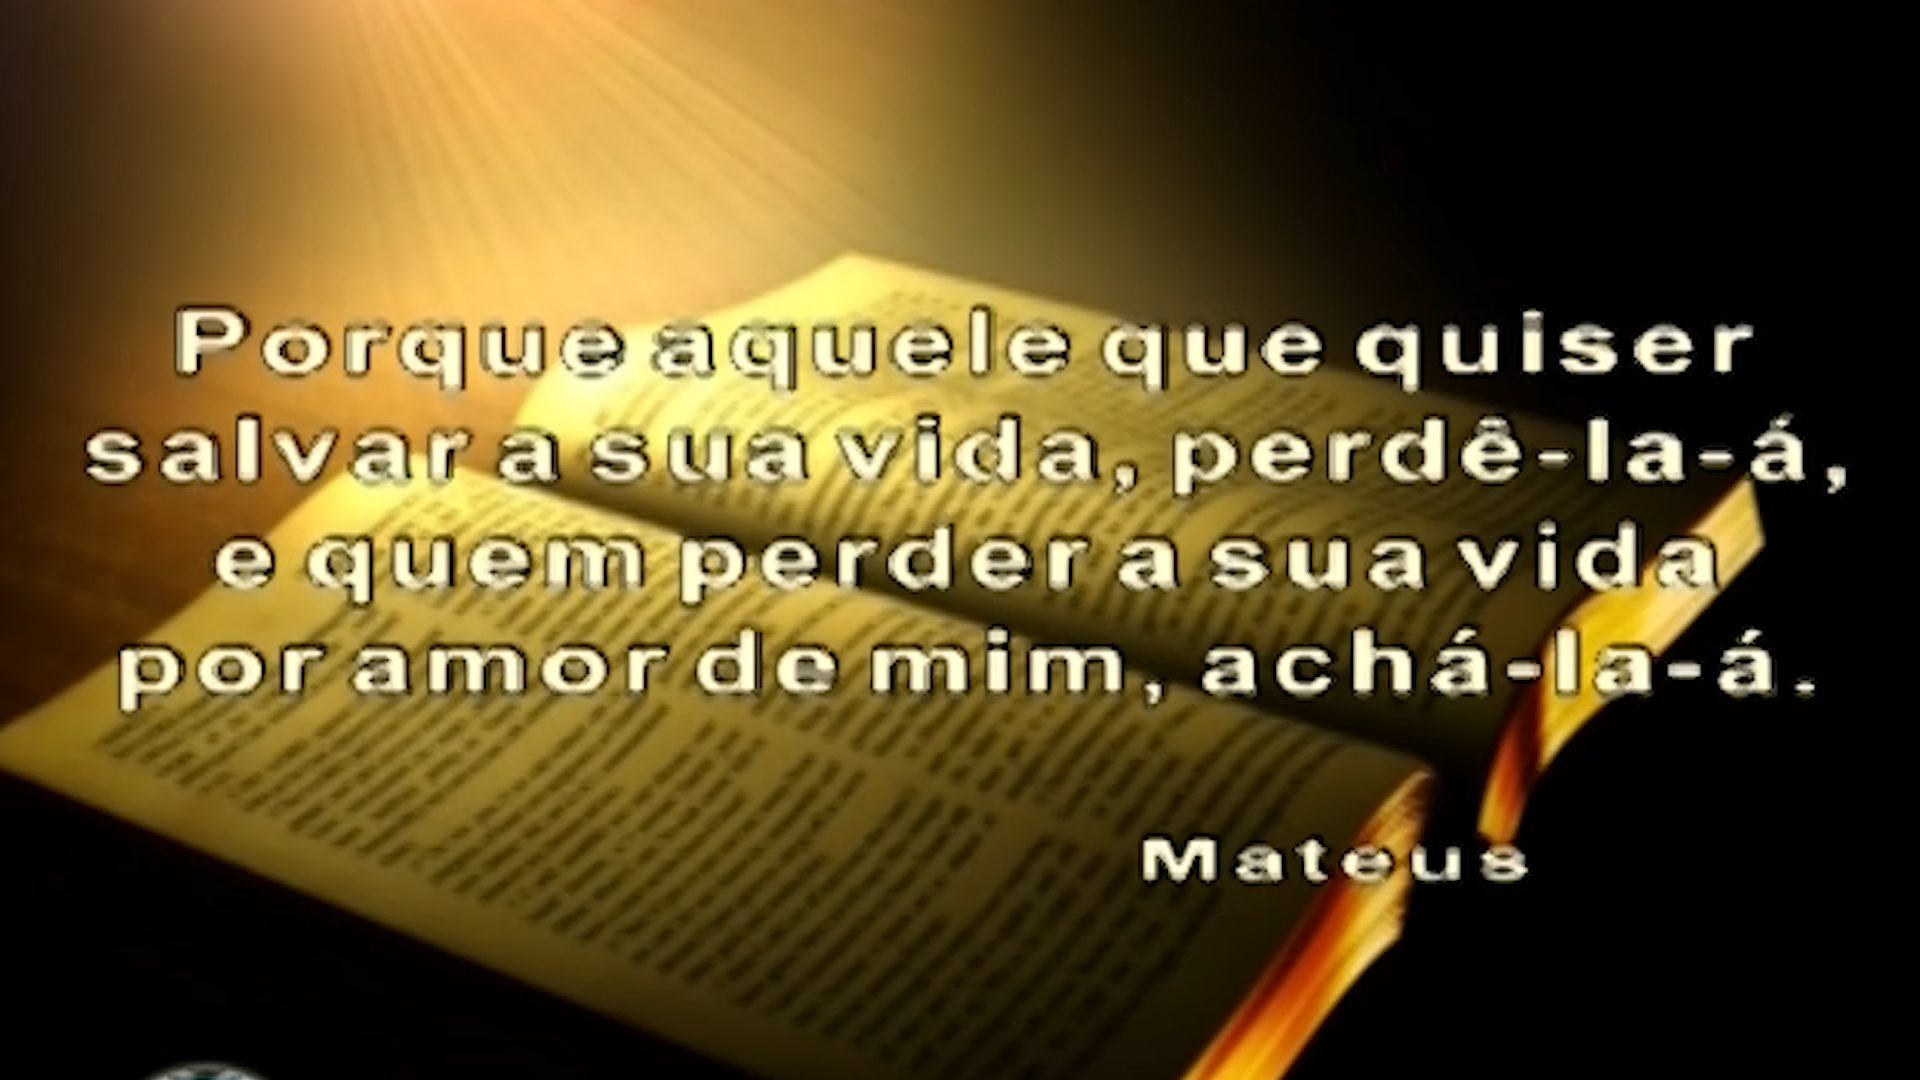 Porque aquele que quiser
salvar a sua vida, perdê-la-á,
e quem perder a sua vida
por amor de mim, achá-la-á.
Mateus